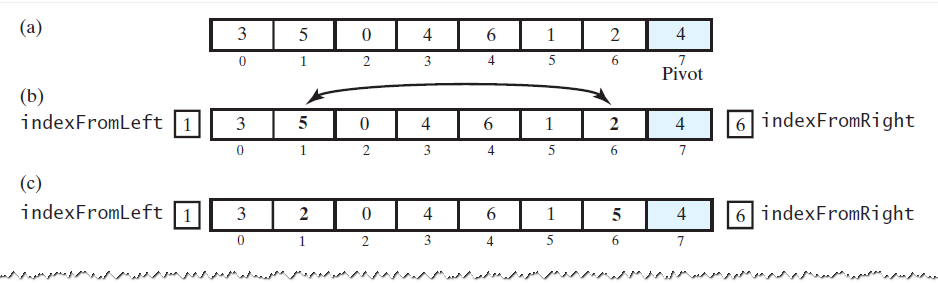 (a)
3 5 0 4 6 1 2 4
0 1 2 3 4 5 6 7
Pivot
(b)
indexFromLeft 1 3 5 0 4 6 1 2 4 6 indexFromRight
0 1 2 3 4 5 6 7
(c)
indexFromLeft 1 3 2 0 4 6 1 5 4 6 indexFromRight
0 1 2 3 4 5 6 7